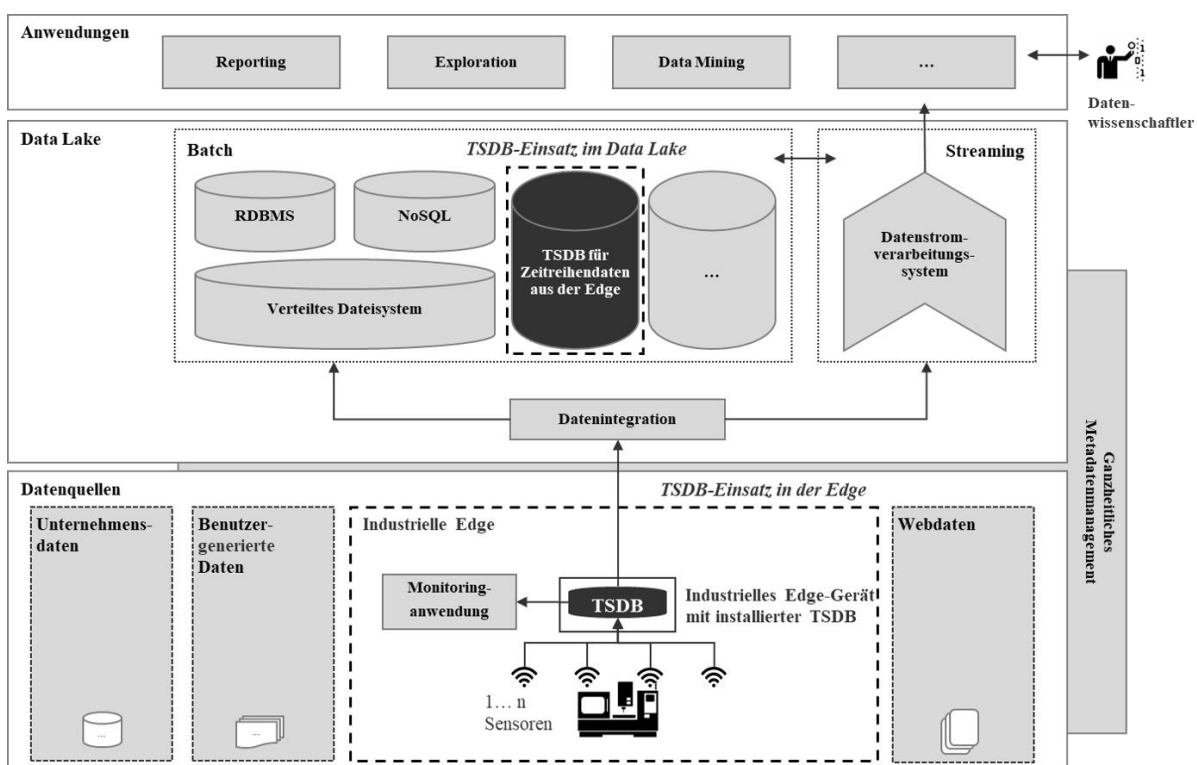 Anwendungen
Reporting
Exploration
Data Mining
...
Daten-
wissenschaftler
Data Lake
Batch
TSDB-Einsatz im Data Lake
Streaming
RDBMS
NoSQL
Verteiltes Dateisystem
TSDB für
Zeitreihendaten
aus der Edge
...
Datenstrom-
verarbeitungs-
system
Datenintegration
Ganzheitliches
Metadatenmanagement
Datenquellen
TSDB-Einsatz in der Edge
Unternehmens-
daten
...
Benutzer-
generierte
Daten
...
Industrielle Edge
Monitoring-
anwendung
TSDB
Industrielles Edge-Gerät
mit installierter TSDB
1... n
Sensoren
Webdaten